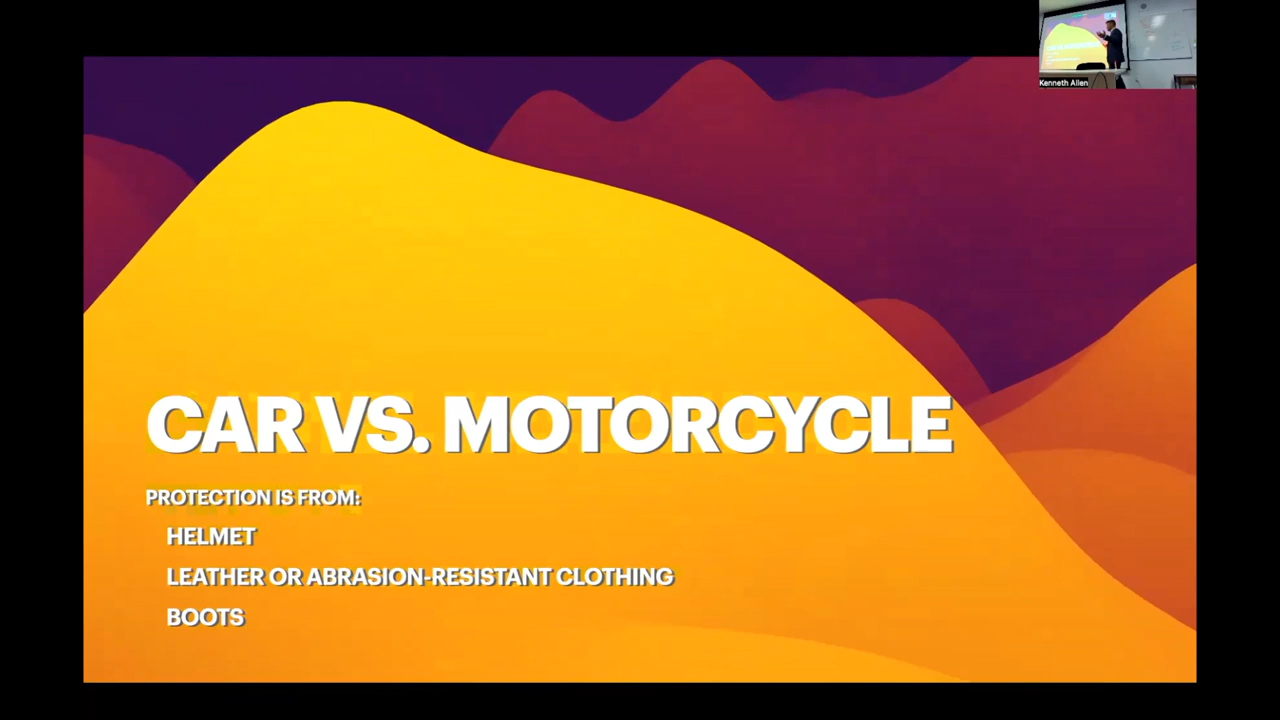 Kenneth Allen
CAR VS. MOTORCYCLE
PROTECTION IS FROM:
HELMET
LEATHER OR ABRASION-RESISTANT CLOTHING
BOOTS